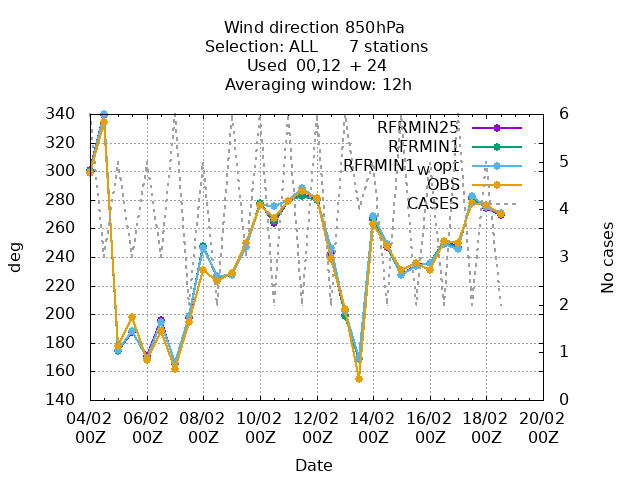 Wind direction 850hPa
Selection: ALL 7 stations
Used 00,12 + 24
Averaging window: 12h
RFRMIN25
RFRMIN1
RFRMIN1w opt
OBS
CASES
340
320
300
280
260
240
220
200
180
160
140
deg
6
5
4
3
2
1
0
No cases
04/02 06/02 08/02 10/02 12/02 14/02 16/02 18/02 20/02
00Z 00Z 00Z 00Z 00Z 00Z 00Z 00Z 00Z
Date